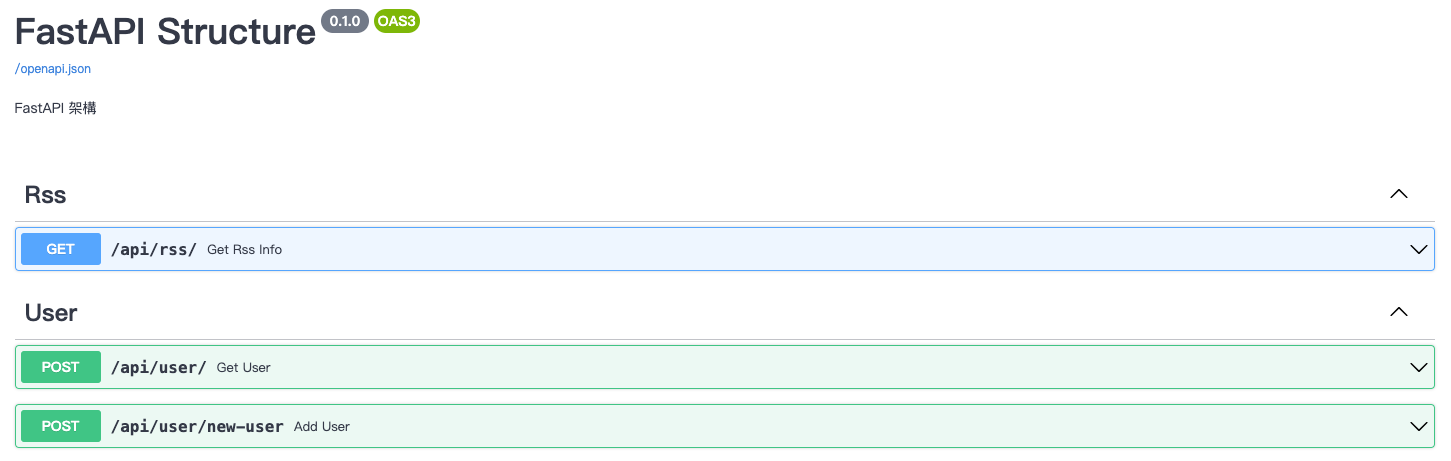 FastAPI Structure 0.1.0 OAS3
/openapi.json
FastAPI 架構
Rss
GET /api/rss/ Get Rss Info
User
POST /api/user/ Get User
POST /api/user/new-user Add User